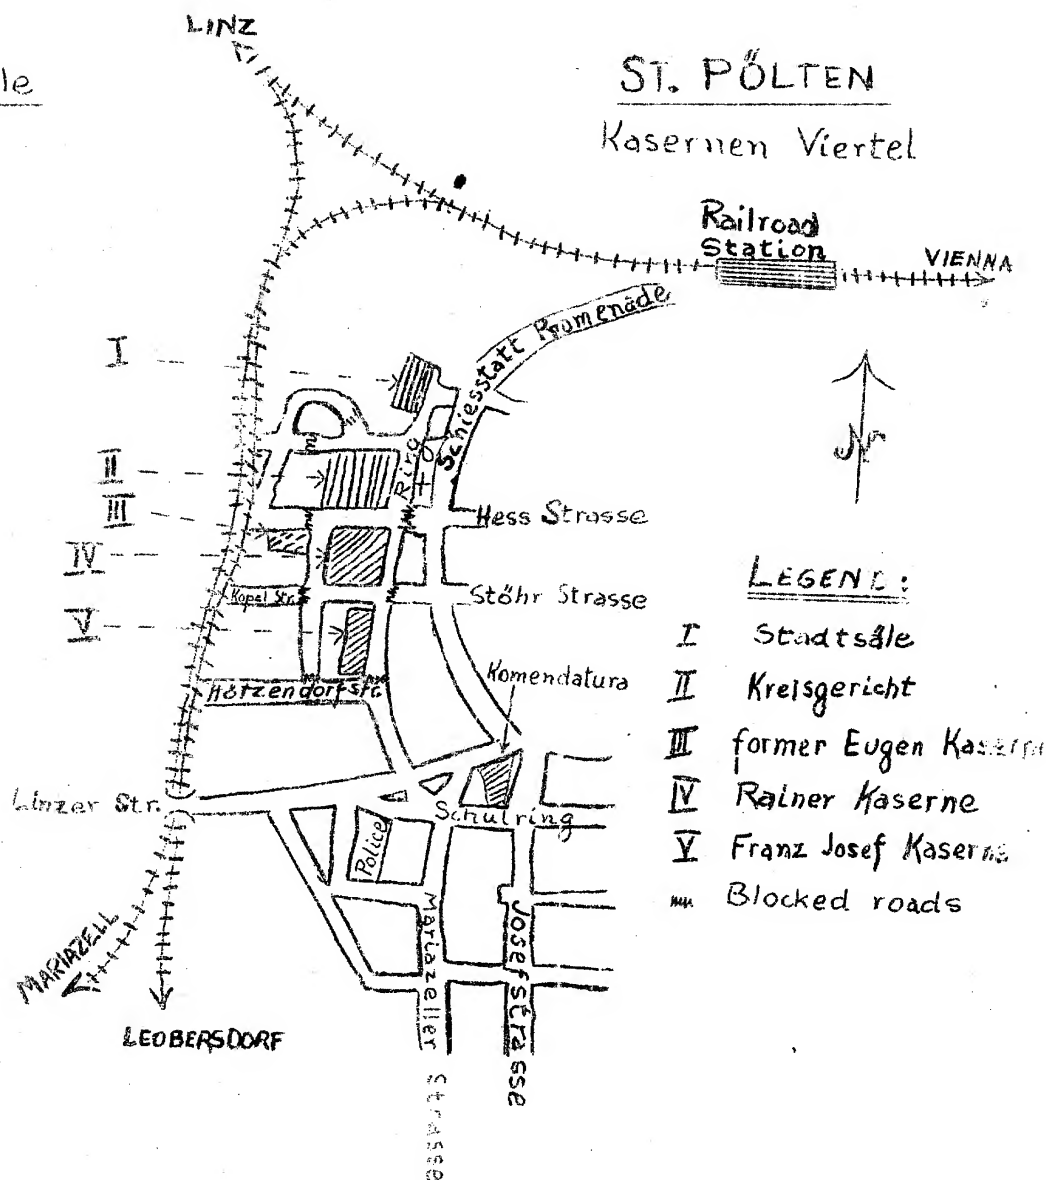 LINZ
le
ST. PÖLTEN
Kasernen Viertel
Railroad
Station
VIENNA
Schiesstatt Promenade
I
II
III
IV
V
Ring
N
Hess Strasse
Kopal Str.
Stöhr Strasse
Hötzendorfstr.
Komendatura
Linzer Str.
Schulring
Police
MARIAZELL
LEOBERSDORF
Mariazeller Strasse
Josefstrasse
LEGEND:
I Stadtsäle
II Kreisgericht
III former Eugen Kaserne
IV Rainer Kaserne
V Franz Josef Kaserne
Blocked roads